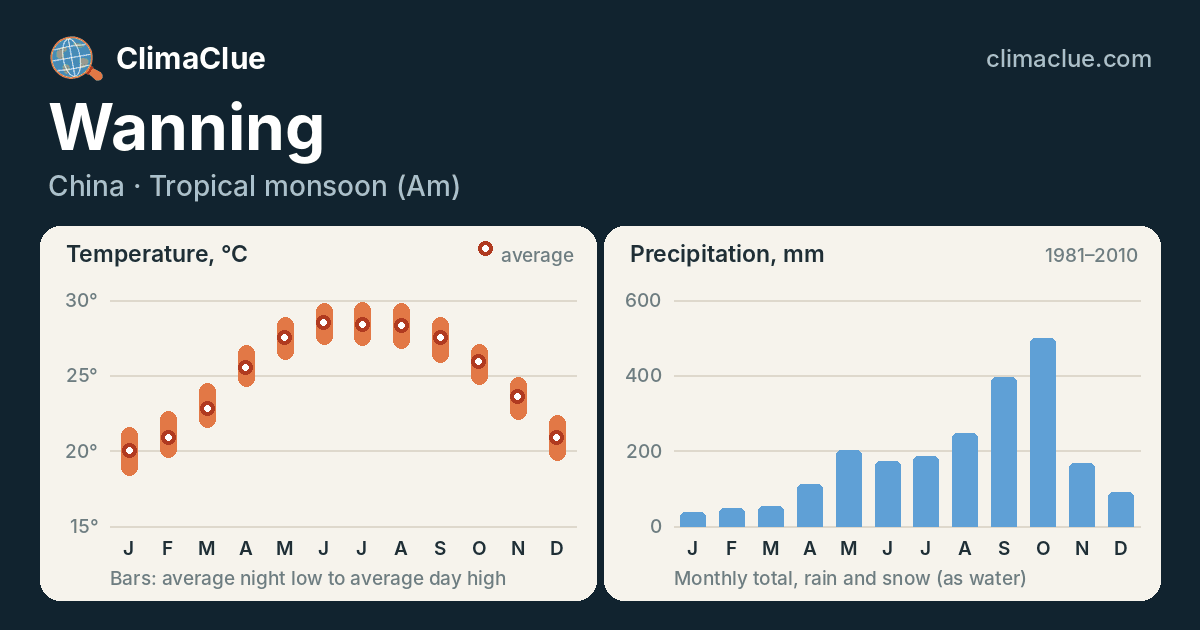 ClimaClue
climaclue.com
Wanning
China · Tropical monsoon (Am)
Temperature, °C
average
30°
25°
20°
15°
J F M A M J J A S O N D
Bars: average night low to average day high
Precipitation, mm
1981–2010
600
400
200
0
J F M A M J J A S O N D
Monthly total, rain and snow (as water)